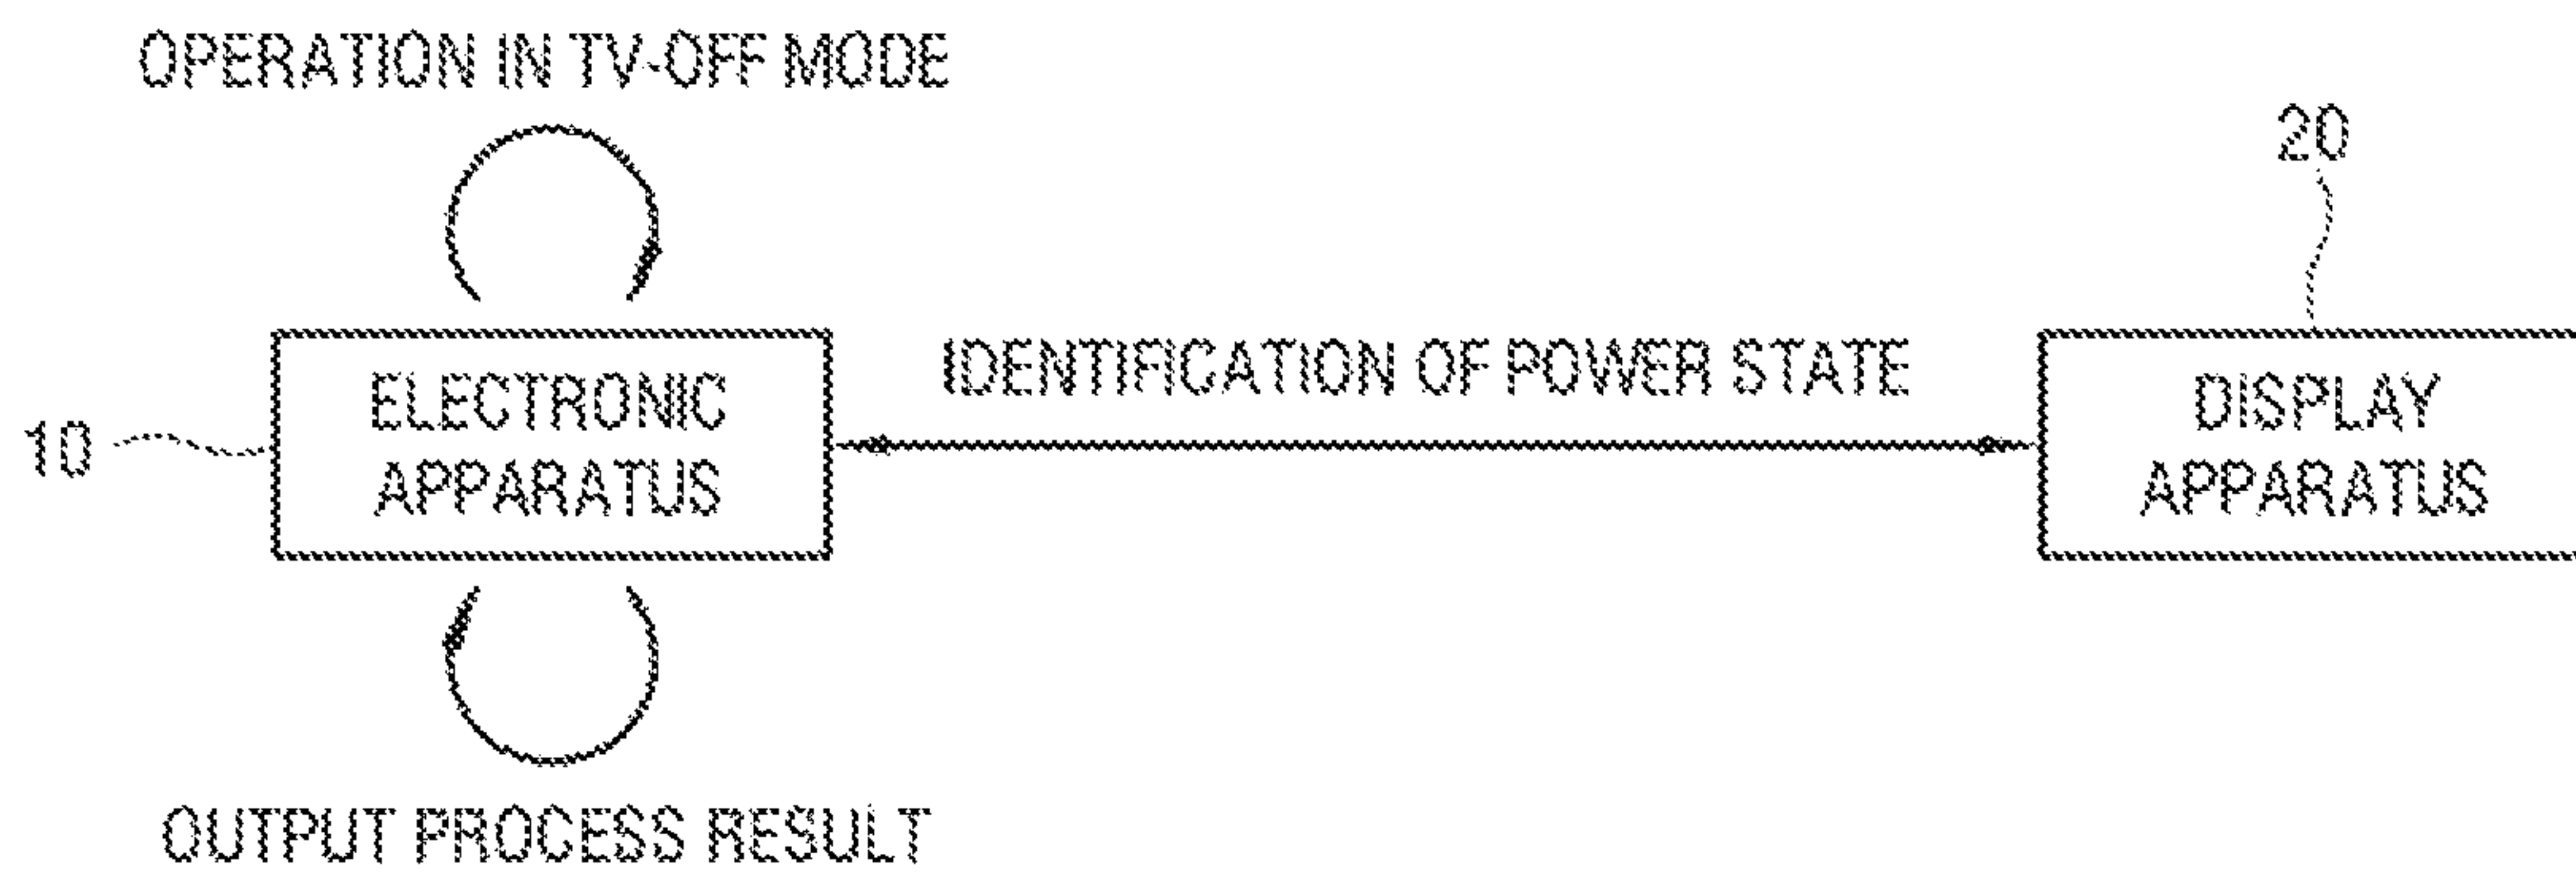 OPERATION IN TV-OFF MODE
20
ELECTRONIC
APPARATUS
10
IDENTIFICATION OF POWER STATE
DISPLAY
APPARATUS
OUTPUT PROCESS RESULT